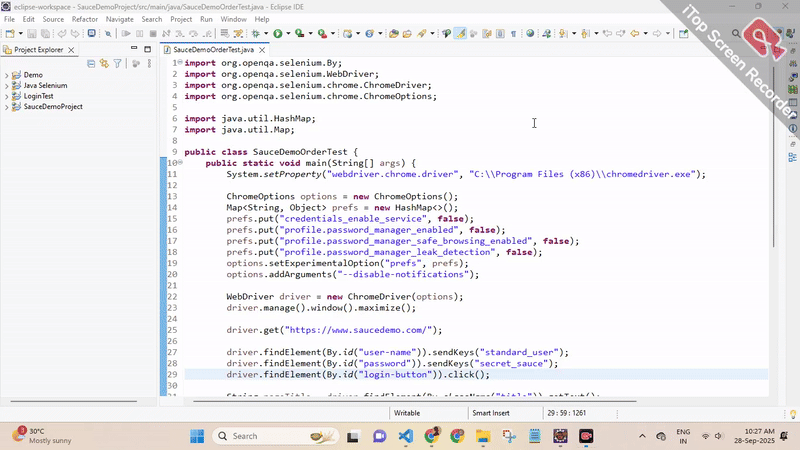 eclipse-workspace - SauceDemoProject/src/main/java/SauceDemoOrderTest.java - Eclipse IDE
iTop Screen Recorder
File Edit Source Refactor Navigate Search Project Run Window Help
Project Explorer
SauceDemoOrderTest.java
Demo
Java Selenium
LoginTest
SauceDemoProject
1 import org.openqa.selenium.By;
2 import org.openqa.selenium.WebDriver;
3 import org.openqa.selenium.chrome.ChromeDriver;
4 import org.openqa.selenium.chrome.ChromeOptions;
5
6 import java.util.HashMap;
7 import java.util.Map;
8
9 public class SauceDemoOrderTest {
10 public static void main(String[] args) {
11 System.setProperty("webdriver.chrome.driver", "C:\\Program Files (x86)\\chromedriver.exe");
12
13 ChromeOptions options = new ChromeOptions();
14 Map<String, Object> prefs = new HashMap<>();
15 prefs.put("credentials_enable_service", false);
16 prefs.put("profile.password_manager_enabled", false);
17 prefs.put("profile.password_manager_safe_browsing_enabled", false);
18 prefs.put("profile.password_manager_leak_detection", false);
19 options.setExperimentalOption("prefs", prefs);
20 options.addArguments("--disable-notifications");
21
22 WebDriver driver = new ChromeDriver(options);
23 driver.manage().window().maximize();
24
25 driver.get("https://www.saucedemo.com/");
26
27 driver.findElement(By.id("user-name")).sendKeys("standard_user");
28 driver.findElement(By.id("password")).sendKeys("secret_sauce");
29 driver.findElement(By.id("login-button")).click();
30
Writable Smart Insert 29 : 59 : 1261
3
30°C
Mostly sunny
Search
ENG
IN
10:27 AM
28-Sep-2025